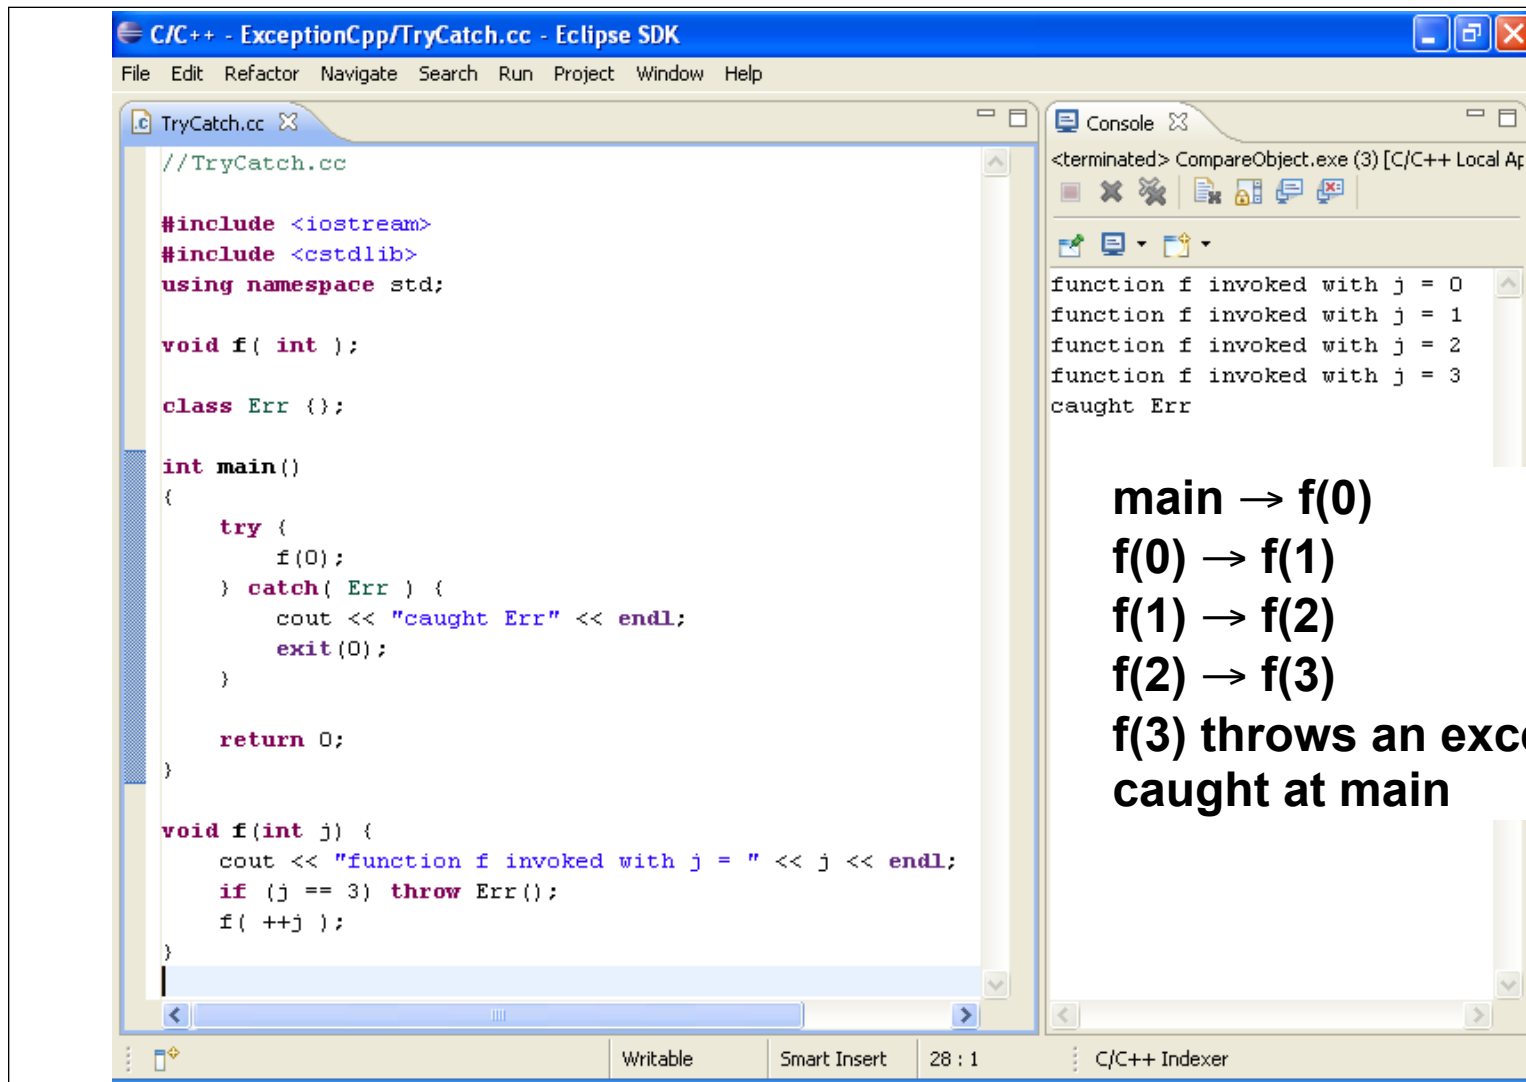 C/C++ - ExceptionCpp/TryCatch.cc - Eclipse SDK
File Edit Refactor Navigate Search Run Project Window Help
TryCatch.cc
//TryCatch.cc
#include <iostream>
#include <cstdlib>
using namespace std;
void f( int );
class Err {};
int main()
{
try {
f(0);
} catch( Err ) {
cout << "caught Err" << endl;
exit(0);
}
return 0;
}
void f(int j) {
cout << "function f invoked with j = " << j << endl;
if (j == 3) throw Err();
f( ++j );
}
Console
<terminated> CompareObject.exe (3) [C/C++ Local Ap
function f invoked with j = 0
function f invoked with j = 1
function f invoked with j = 2
function f invoked with j = 3
caught Err
main → f(0)
f(0) → f(1)
f(1) → f(2)
f(2) → f(3)
f(3) throws an exce
caught at main
Writable Smart Insert 28 : 1 C/C++ Indexer